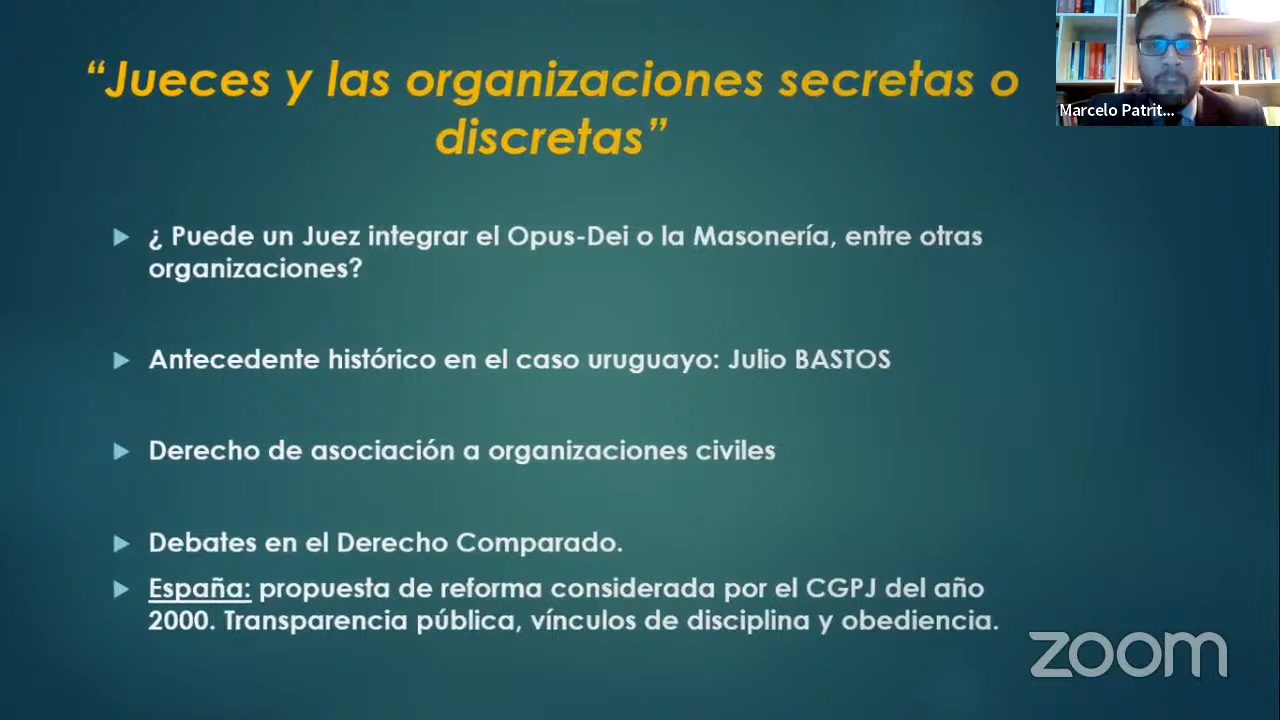 “Jueces y las organizaciones secretas o
discretas”
Marcelo Patrit...
¿ Puede un Juez integrar el Opus-Dei o la Masonería, entre otras
organizaciones?
Antecedente histórico en el caso uruguayo: Julio BASTOS
Derecho de asociación a organizaciones civiles
Debates en el Derecho Comparado.
España: propuesta de reforma considerada por el CGPJ del año
2000. Transparencia pública, vínculos de disciplina y obediencia.
zoom